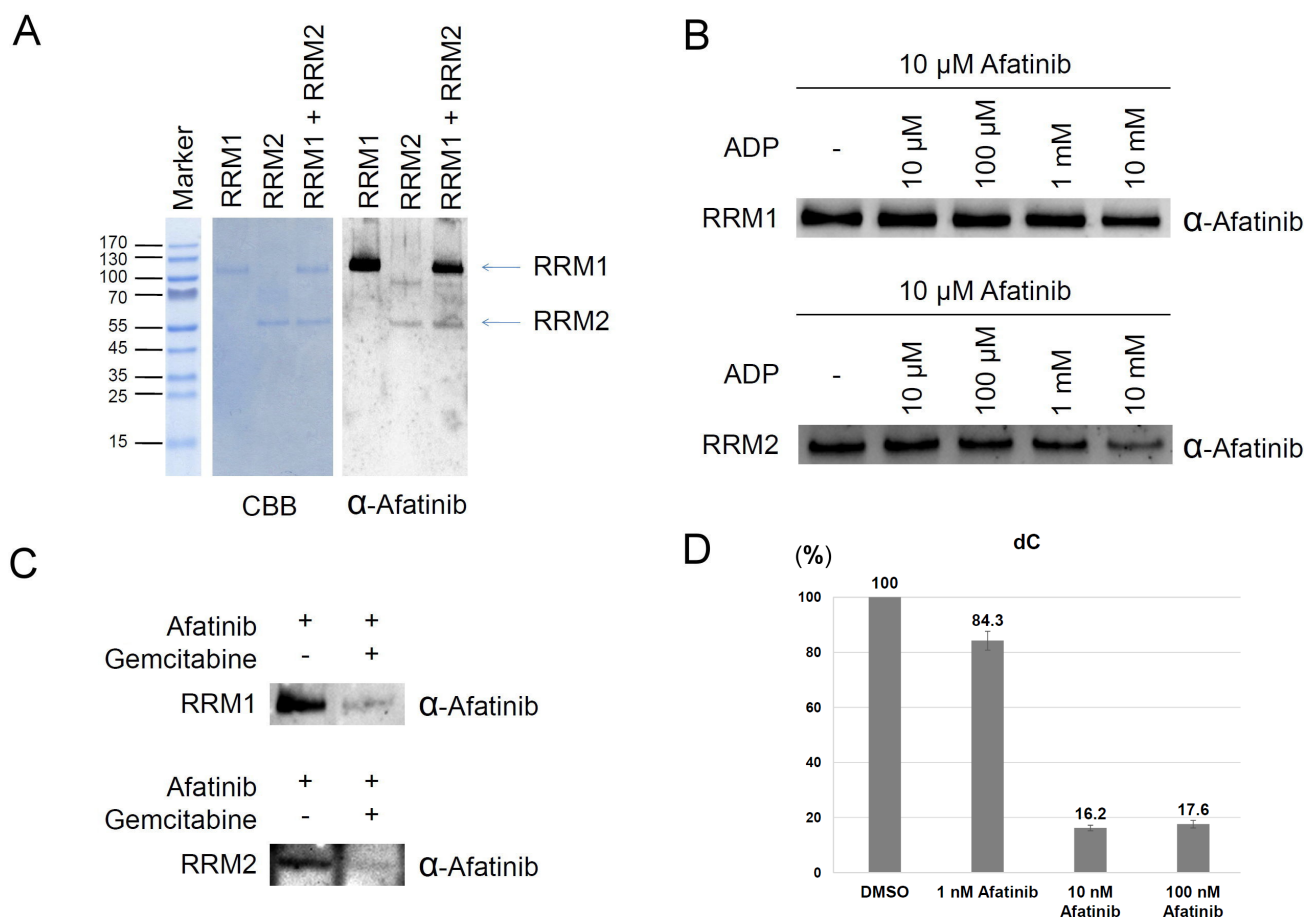 A
Marker
RRM1
RRM2
RRM1 + RRM2
RRM1
RRM2
RRM1 + RRM2
170
130
100
70
55
45
35
25
15
RRM1
RRM2
CBB
α-Afatinib
B
10 µM Afatinib
ADP - 10 µM 100 µM 1 mM 10 mM
RRM1 α-Afatinib
10 µM Afatinib
ADP - 10 µM 100 µM 1 mM 10 mM
RRM2 α-Afatinib
C
Afatinib + +
Gemcitabine - +
RRM1 α-Afatinib
Afatinib + +
Gemcitabine - +
RRM2 α-Afatinib
D
(%)
dC
100
80
60
40
20
0
100
84.3
16.2
17.6
DMSO
1 nM Afatinib
10 nM
Afatinib
100 nM
Afatinib